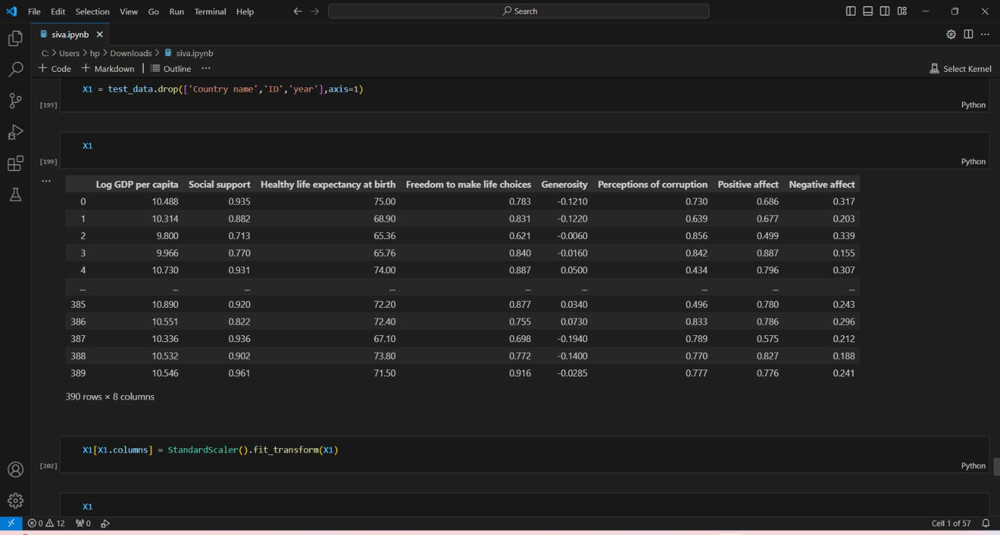 File Edit Selection View Go Run Terminal Help
Search
siva.ipynb
C: > Users > hp > Downloads > siva.ipynb
+ Code + Markdown | Outline ...
Select Kernel
X1 = test_data.drop(['Country name','ID','year'],axis=1)
[193]
Python
X1
[199]
Python
...
Log GDP per capita Social support Healthy life expectancy at birth Freedom to make life choices Generosity Perceptions of corruption Positive affect Negative affect
0 10.488 0.935 75.00 0.783 -0.1210 0.730 0.686 0.317
1 10.314 0.882 68.90 0.831 -0.1220 0.639 0.677 0.203
2 9.800 0.713 65.36 0.621 -0.0060 0.856 0.499 0.339
3 9.966 0.770 65.76 0.840 -0.0160 0.842 0.887 0.155
4 10.730 0.931 74.00 0.887 0.0500 0.434 0.796 0.307
... ... ... ... ... ... ... ... ...
385 10.890 0.920 72.20 0.877 0.0340 0.496 0.780 0.243
386 10.551 0.822 72.40 0.755 0.0730 0.833 0.786 0.296
387 10.336 0.936 67.10 0.698 -0.1940 0.789 0.575 0.212
388 10.532 0.902 73.80 0.772 -0.1400 0.770 0.827 0.188
389 10.546 0.961 71.50 0.916 -0.0285 0.777 0.776 0.241
390 rows × 8 columns
X1[X1.columns] = StandardScaler().fit_transform(X1)
[202]
Python
X1
0 12 0
Cell 1 of 57